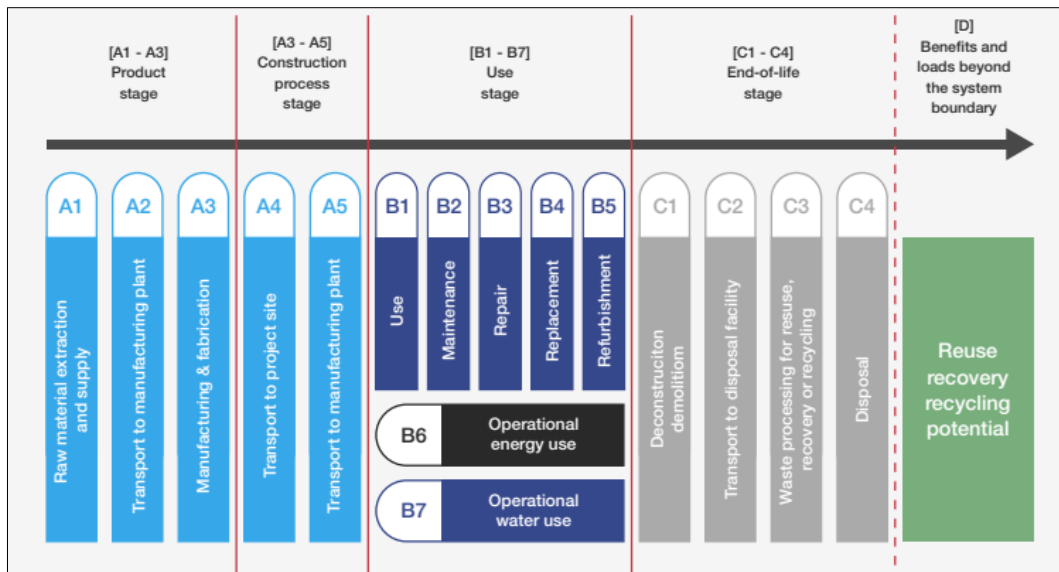 [A1 - A3]
Product
stage
[A3 - A5]
Construction
process
stage
[B1 - B7]
Use
stage
[C1 - C4]
End-of-life
stage
[D]
Benefits and
loads beyond
the system
boundary
A1
Raw material extraction
and supply
A2
Transport to manufacturing plant
A3
Manufacturing & fabrication
A4
Transport to project site
A5
Transport to manufacturing plant
B1
Use
B2
Maintenance
B3
Repair
B4
Replacement
B5
Refurbishment
B6
Operational
energy use
B7
Operational
water use
C1
Deconstruciton
demolition
C2
Transport to disposal facility
C3
Waste processing for resuse,
recovery or recycling
C4
Disposal
Reuse
recovery
recycling
potential